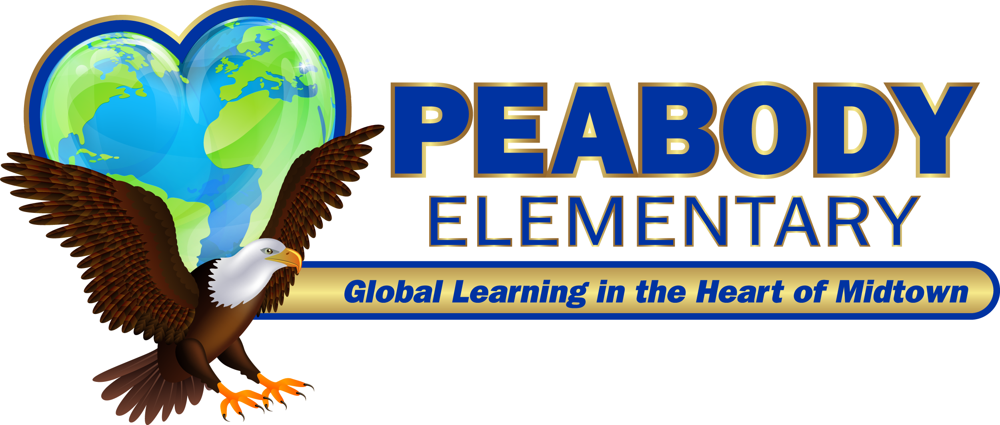 PEABODY
ELEMENTARY
Global Learning in the Heart of Midtown